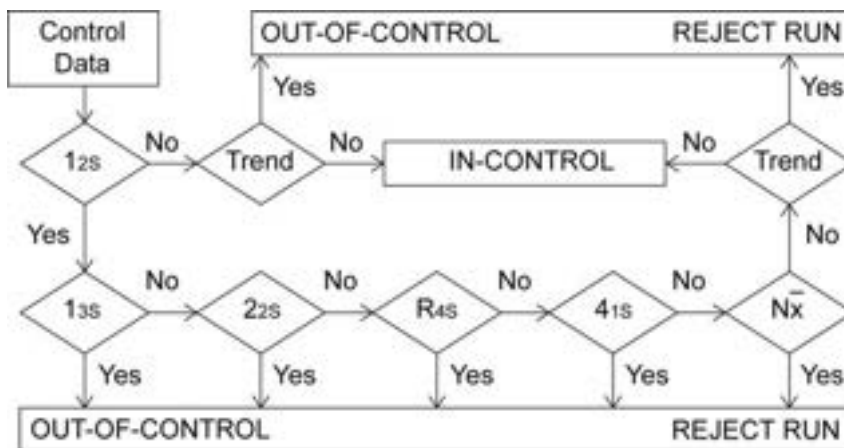 Control
Data
OUT-OF-CONTROL REJECT RUN
Yes Yes
12S No Trend No IN-CONTROL No Trend
Yes No
13S No 22S No R4S No 41S No Nx̅
Yes Yes Yes Yes Yes
OUT-OF-CONTROL REJECT RUN